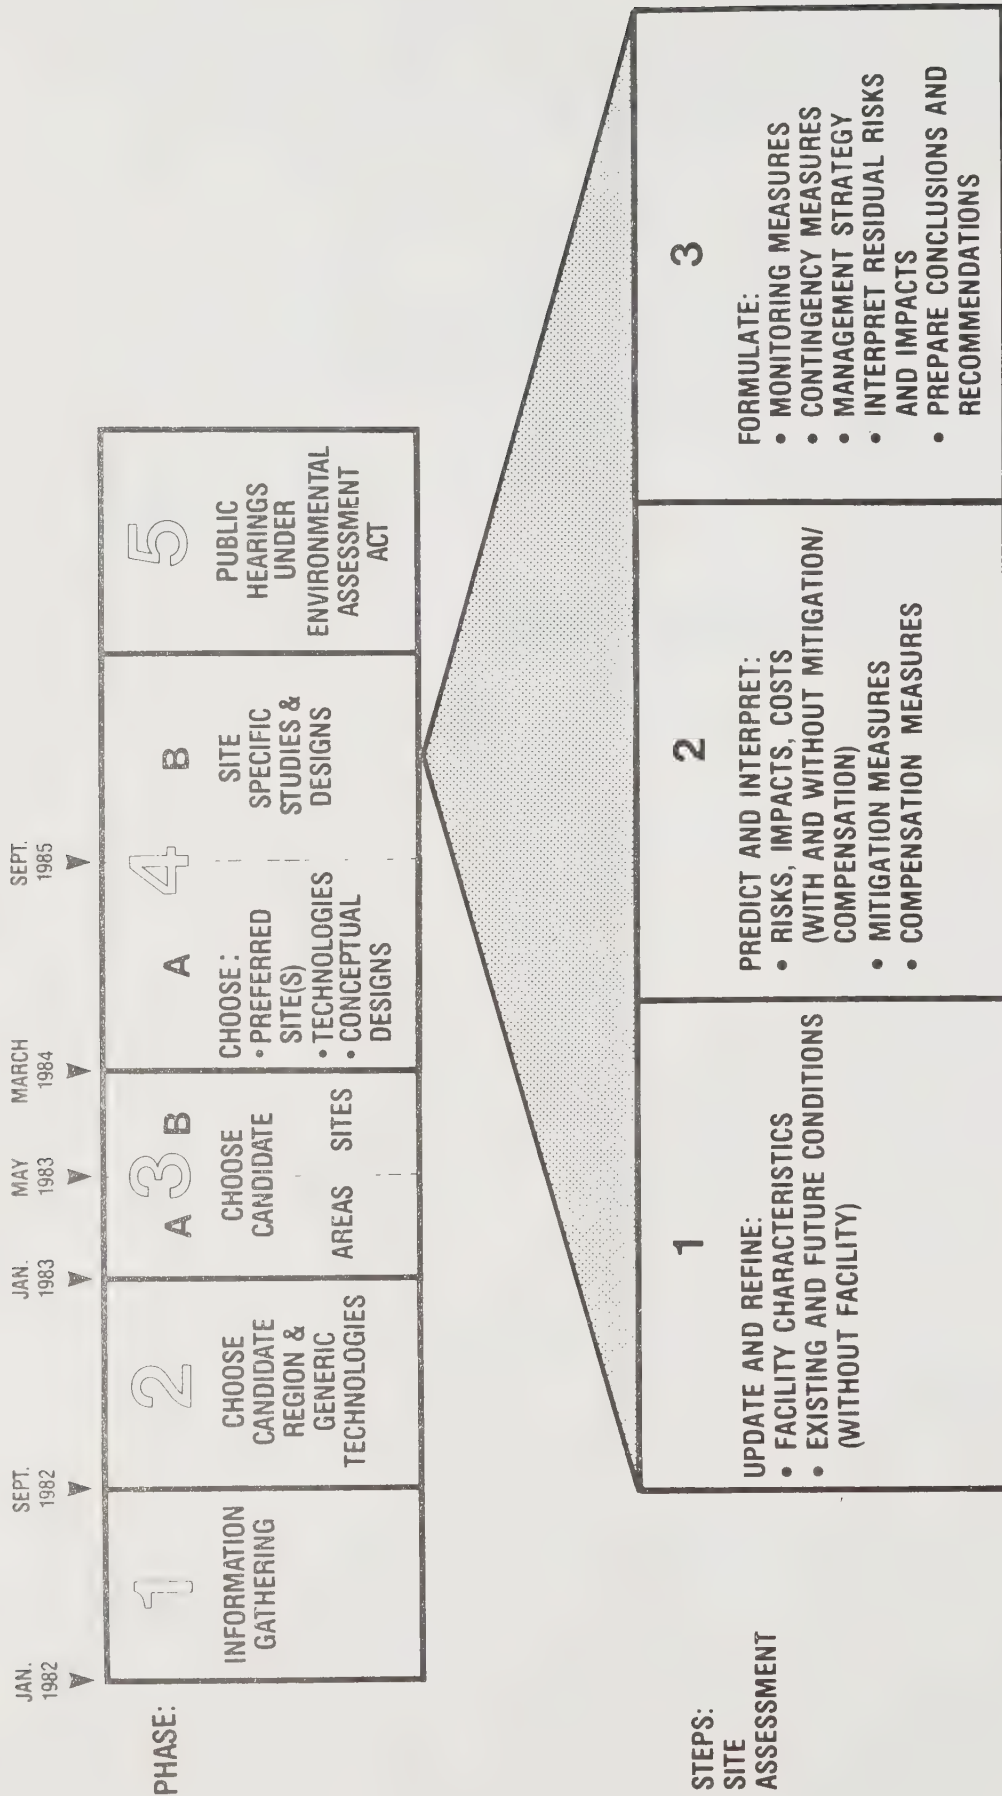 JAN.
1982
SEPT.
1982
JAN.
1983
MAY
1983
MARCH
1984
SEPT.
1985
PHASE:
1
INFORMATION
GATHERING
2
CHOOSE
CANDIDATE
REGION &
GENERIC
TECHNOLOGIES
A 3 B
CHOOSE
CANDIDATE
AREAS SITES
A 4 B
CHOOSE:
• PREFERRED
SITE(S)
• TECHNOLOGIES
• CONCEPTUAL
DESIGNS
SITE
SPECIFIC
STUDIES &
DESIGNS
5
PUBLIC
HEARINGS
UNDER
ENVIRONMENTAL
ASSESSMENT
ACT
STEPS:
SITE
ASSESSMENT
1
UPDATE AND REFINE:
• FACILITY CHARACTERISTICS
• EXISTING AND FUTURE CONDITIONS
(WITHOUT FACILITY)
2
PREDICT AND INTERPRET:
• RISKS, IMPACTS, COSTS
(WITH AND WITHOUT MITIGATION/
COMPENSATION)
• MITIGATION MEASURES
• COMPENSATION MEASURES
3
FORMULATE:
• MONITORING MEASURES
• CONTINGENCY MEASURES
• MANAGEMENT STRATEGY
• INTERPRET RESIDUAL RISKS
AND IMPACTS
• PREPARE CONCLUSIONS AND
RECOMMENDATIONS